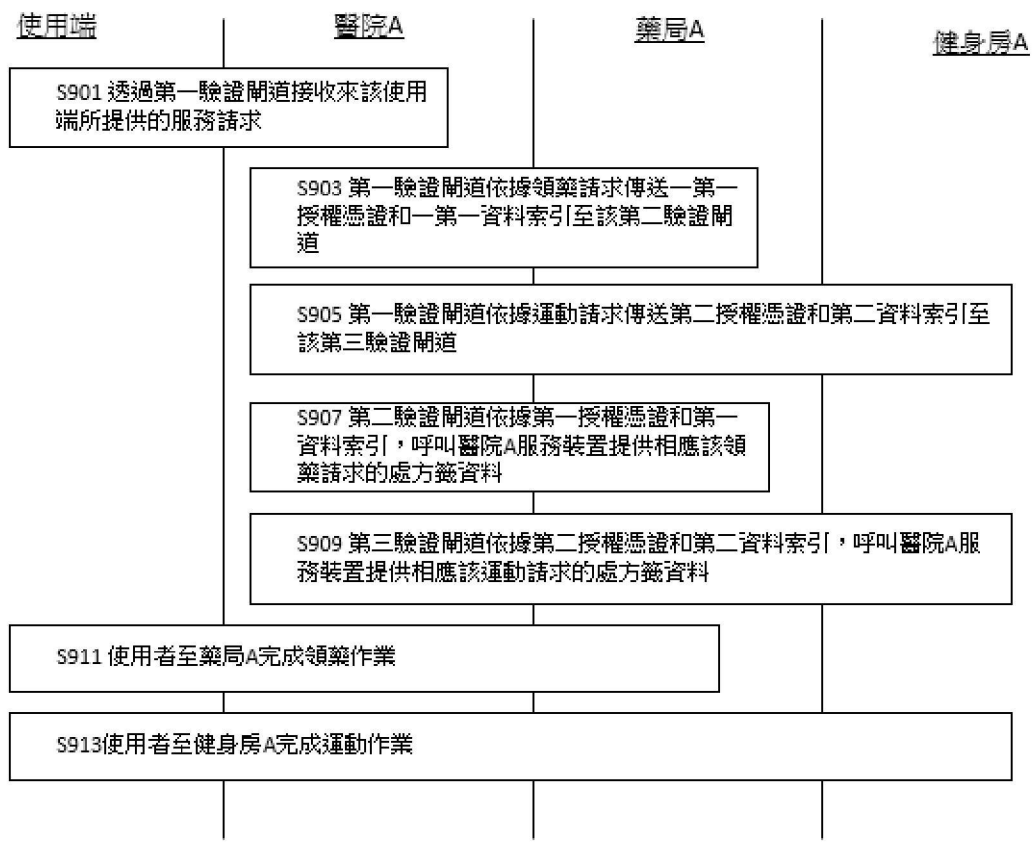 使用端
醫院A
藥局A
健身房A
S901 透過第一驗證閘道接收來該使用
端所提供的服務請求
S903 第一驗證閘道依據領藥請求傳送一第一
授權憑證和一第一資料索引至該第二驗證閘
道
S905 第一驗證閘道依據運動請求傳送第二授權憑證和第二資料索引至
該第三驗證閘道
S907 第二驗證閘道依據第一授權憑證和第一
資料索引，呼叫醫院A服務裝置提供相應該領
藥請求的處方籤資料
S909 第三驗證閘道依據第二授權憑證和第二資料索引，呼叫醫院A服
務裝置提供相應該運動請求的處方籤資料
S911 使用者至藥局A完成領藥作業
S913使用者至健身房A完成運動作業